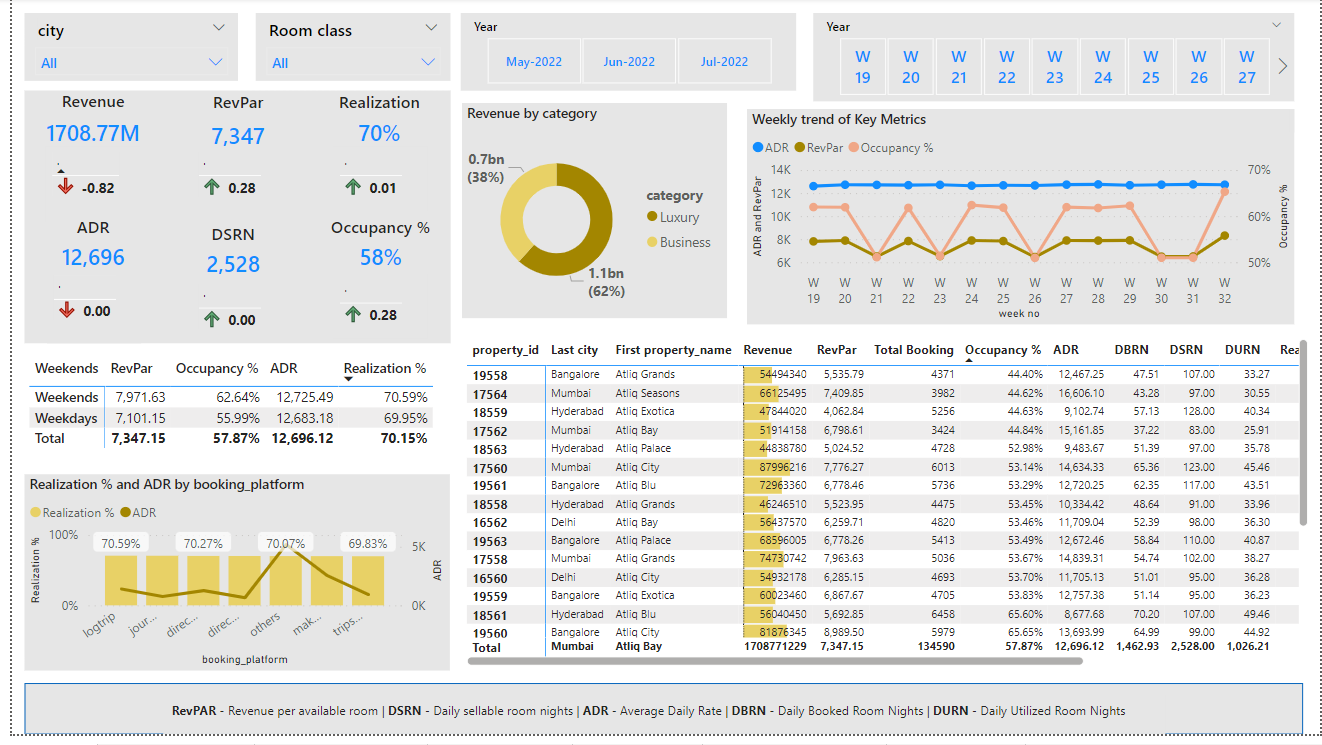 city
All
Room class
All
Year
May-2022
Jun-2022
Jul-2022
Year
W 19
W 20
W 21
W 22
W 23
W 24
W 25
W 26
W 27
Revenue
1708.77M
-0.82
RevPar
7,347
0.28
Realization
70%
0.01
ADR
12,696
0.00
DSRN
2,528
0.00
Occupancy %
58%
0.28
Revenue by category
0.7bn
(38%)
1.1bn
(62%)
category
Luxury
Business
Weekly trend of Key Metrics
ADR RevPar Occupancy %
ADR and RevPar
14K
12K
10K
8K
6K
70%
60%
50%
Occupancy %
W 19
W 20
W 21
W 22
W 23
W 24
W 25
W 26
W 27
W 28
W 29
W 30
W 31
W 32
week no
Weekends RevPar Occupancy % ADR Realization %
Weekends 7,971.63 62.64% 12,725.49 70.59%
Weekdays 7,101.15 55.99% 12,683.18 69.95%
Total 7,347.15 57.87% 12,696.12 70.15%
Realization % and ADR by booking_platform
Realization % ADR
Realization %
100%
0%
70.59%
70.27%
70.07%
69.83%
5K
0K
ADR
logtrip
jour...
direc...
direc...
others
mak...
trips...
booking_platform
property_id Last city First property_name Revenue RevPar Total Booking Occupancy % ADR DBRN DSRN DURN Rea
19558 Bangalore Atliq Grands 54494340 5,535.79 4371 44.40% 12,467.25 47.51 107.00 33.27
17564 Mumbai Atliq Seasons 66125495 7,409.85 3982 44.62% 16,606.10 43.28 97.00 30.55
18559 Hyderabad Atliq Exotica 47844020 4,062.84 5256 44.63% 9,102.74 57.13 128.00 40.34
17562 Mumbai Atliq Bay 51914158 6,798.61 3424 44.84% 15,161.85 37.22 83.00 25.91
18563 Hyderabad Atliq Palace 44838780 5,024.52 4728 52.98% 9,483.67 51.39 97.00 35.78
17560 Mumbai Atliq City 87996216 7,776.27 6013 53.14% 14,634.33 65.36 123.00 45.46
19561 Bangalore Atliq Blu 72963360 6,778.46 5736 53.29% 12,720.25 62.35 117.00 43.51
18558 Hyderabad Atliq Grands 46246510 5,523.95 4475 53.45% 10,334.42 48.64 91.00 33.96
16562 Delhi Atliq Bay 56437570 6,259.71 4820 53.46% 11,709.04 52.39 98.00 36.30
19563 Bangalore Atliq Palace 68596005 6,778.26 5413 53.49% 12,672.46 58.84 110.00 40.87
17558 Mumbai Atliq Grands 74730742 7,963.63 5036 53.67% 14,839.31 54.74 102.00 38.27
16560 Delhi Atliq City 54932178 6,285.15 4693 53.70% 11,705.13 51.01 95.00 36.28
19559 Bangalore Atliq Exotica 60023460 6,867.67 4705 53.83% 12,757.38 51.14 95.00 36.23
18561 Hyderabad Atliq Blu 56040450 5,692.85 6458 65.60% 8,677.68 70.20 107.00 49.46
19560 Bangalore Atliq City 81876345 8,989.50 5979 65.65% 13,693.99 64.99 99.00 44.92
Total Mumbai Atliq Bay 1708771229 7,347.15 134590 57.87% 12,696.12 1,462.93 2,528.00 1,026.21
RevPAR - Revenue per available room | DSRN - Daily sellable room nights | ADR - Average Daily Rate | DBRN - Daily Booked Room Nights | DURN - Daily Utilized Room Nights